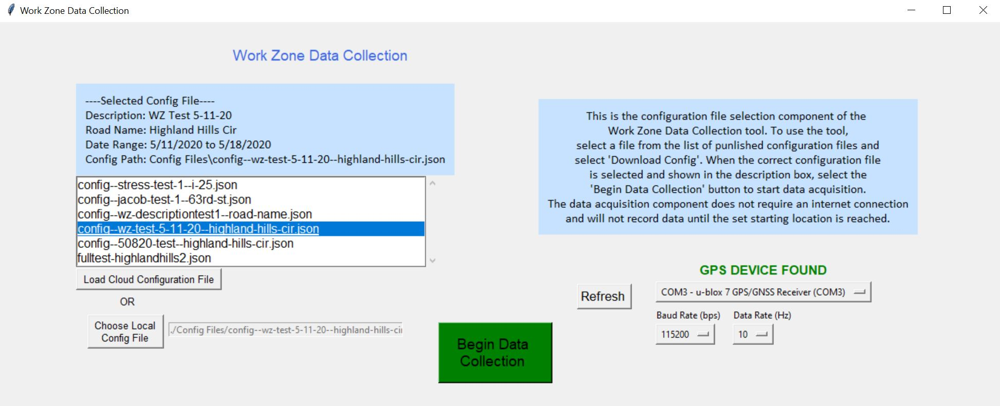 Work Zone Data Collection
Work Zone Data Collection
----Selected Config File----
Description: WZ Test 5-11-20
Road Name: Highland Hills Cir
Date Range: 5/11/2020 to 5/18/2020
Config Path: Config Files\config--wz-test-5-11-20--highland-hills-cir.json
config--stress-test-1--i-25.json
config--jacob-test-1--63rd-st.json
config--wz-descriptiontest1--road-name.json
config--wz-test-5-11-20--highland-hills-cir.json
config--50820-test--highland-hills-cir.json
fulltest-highlandhills2.json
Load Cloud Configuration File
OR
Choose Local
Config File
./Config Files/config--wz-test-5-11-20--highland-hills-cir
Begin Data
Collection
This is the configuration file selection component of the
Work Zone Data Collection tool. To use the tool,
select a file from the list of punlished configuration files and
select 'Download Config'. When the correct configuration file
is selected and shown in the description box, select the
'Begin Data Collection' button to start data acquisition.
The data acquisition component does not require an internet connection
and will not record data until the set starting location is reached.
GPS DEVICE FOUND
Refresh
COM3 - u-blox 7 GPS/GNSS Receiver (COM3)
Baud Rate (bps) Data Rate (Hz)
115200 10